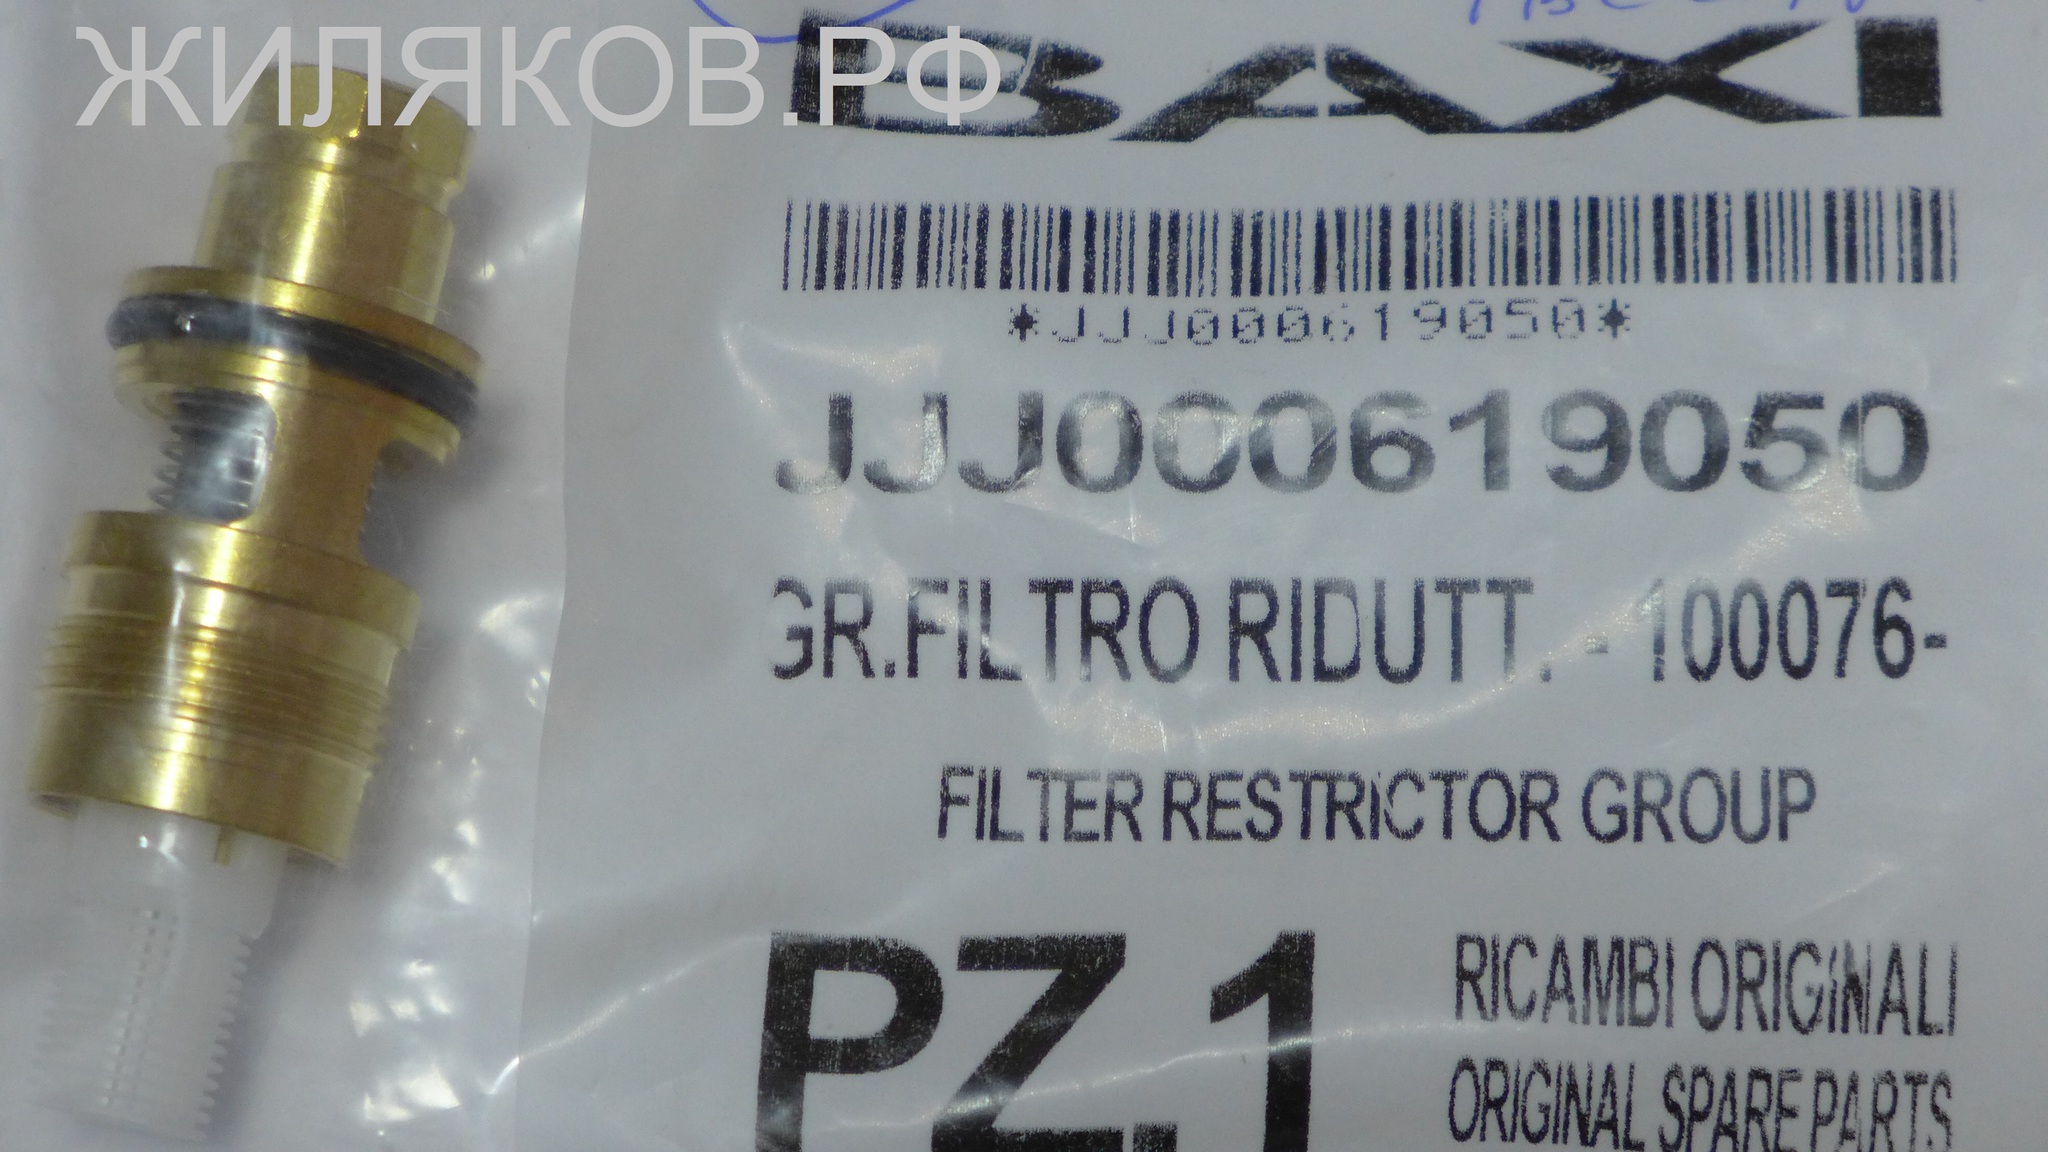 ЖИЛЯКОВ.РФ
BAXI
*JJJ000619050*
JJJ000619050
GR.FILTRO RIDUTT. - 100076-
FILTER RESTRICTOR GROUP
PZ.1
RICAMBI ORIGINALI
ORIGINAL SPARE PARTS